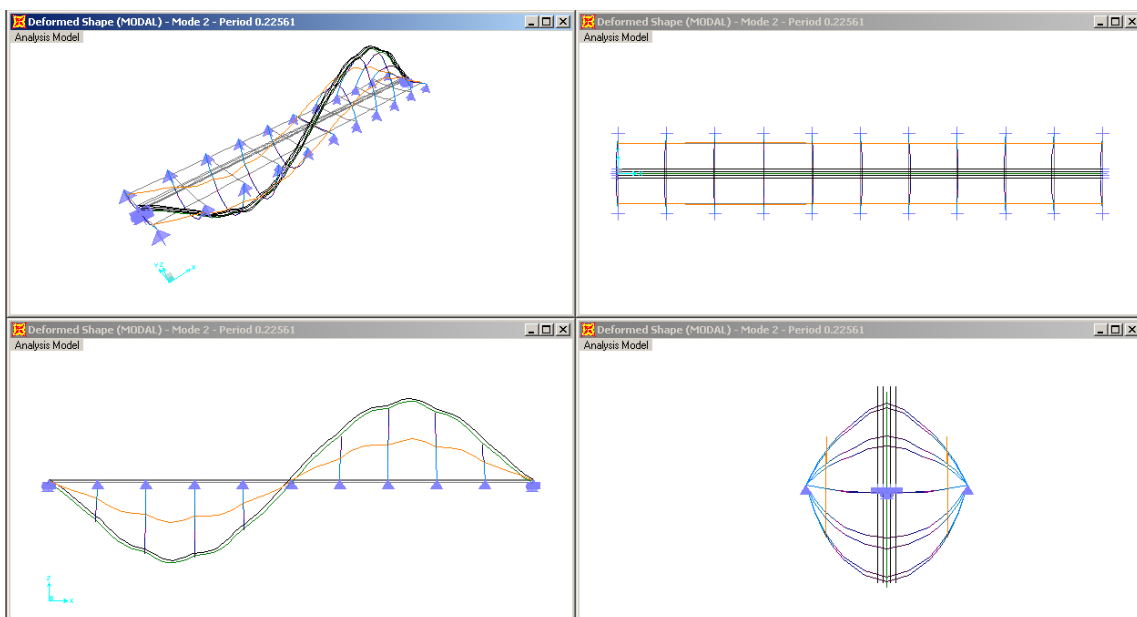 Deformed Shape (MODAL) - Mode 2 - Period 0.22561
Analysis Model
Y Z X
Deformed Shape (MODAL) - Mode 2 - Period 0.22561
Analysis Model
Deformed Shape (MODAL) - Mode 2 - Period 0.22561
Analysis Model
Z
X
Deformed Shape (MODAL) - Mode 2 - Period 0.22561
Analysis Model